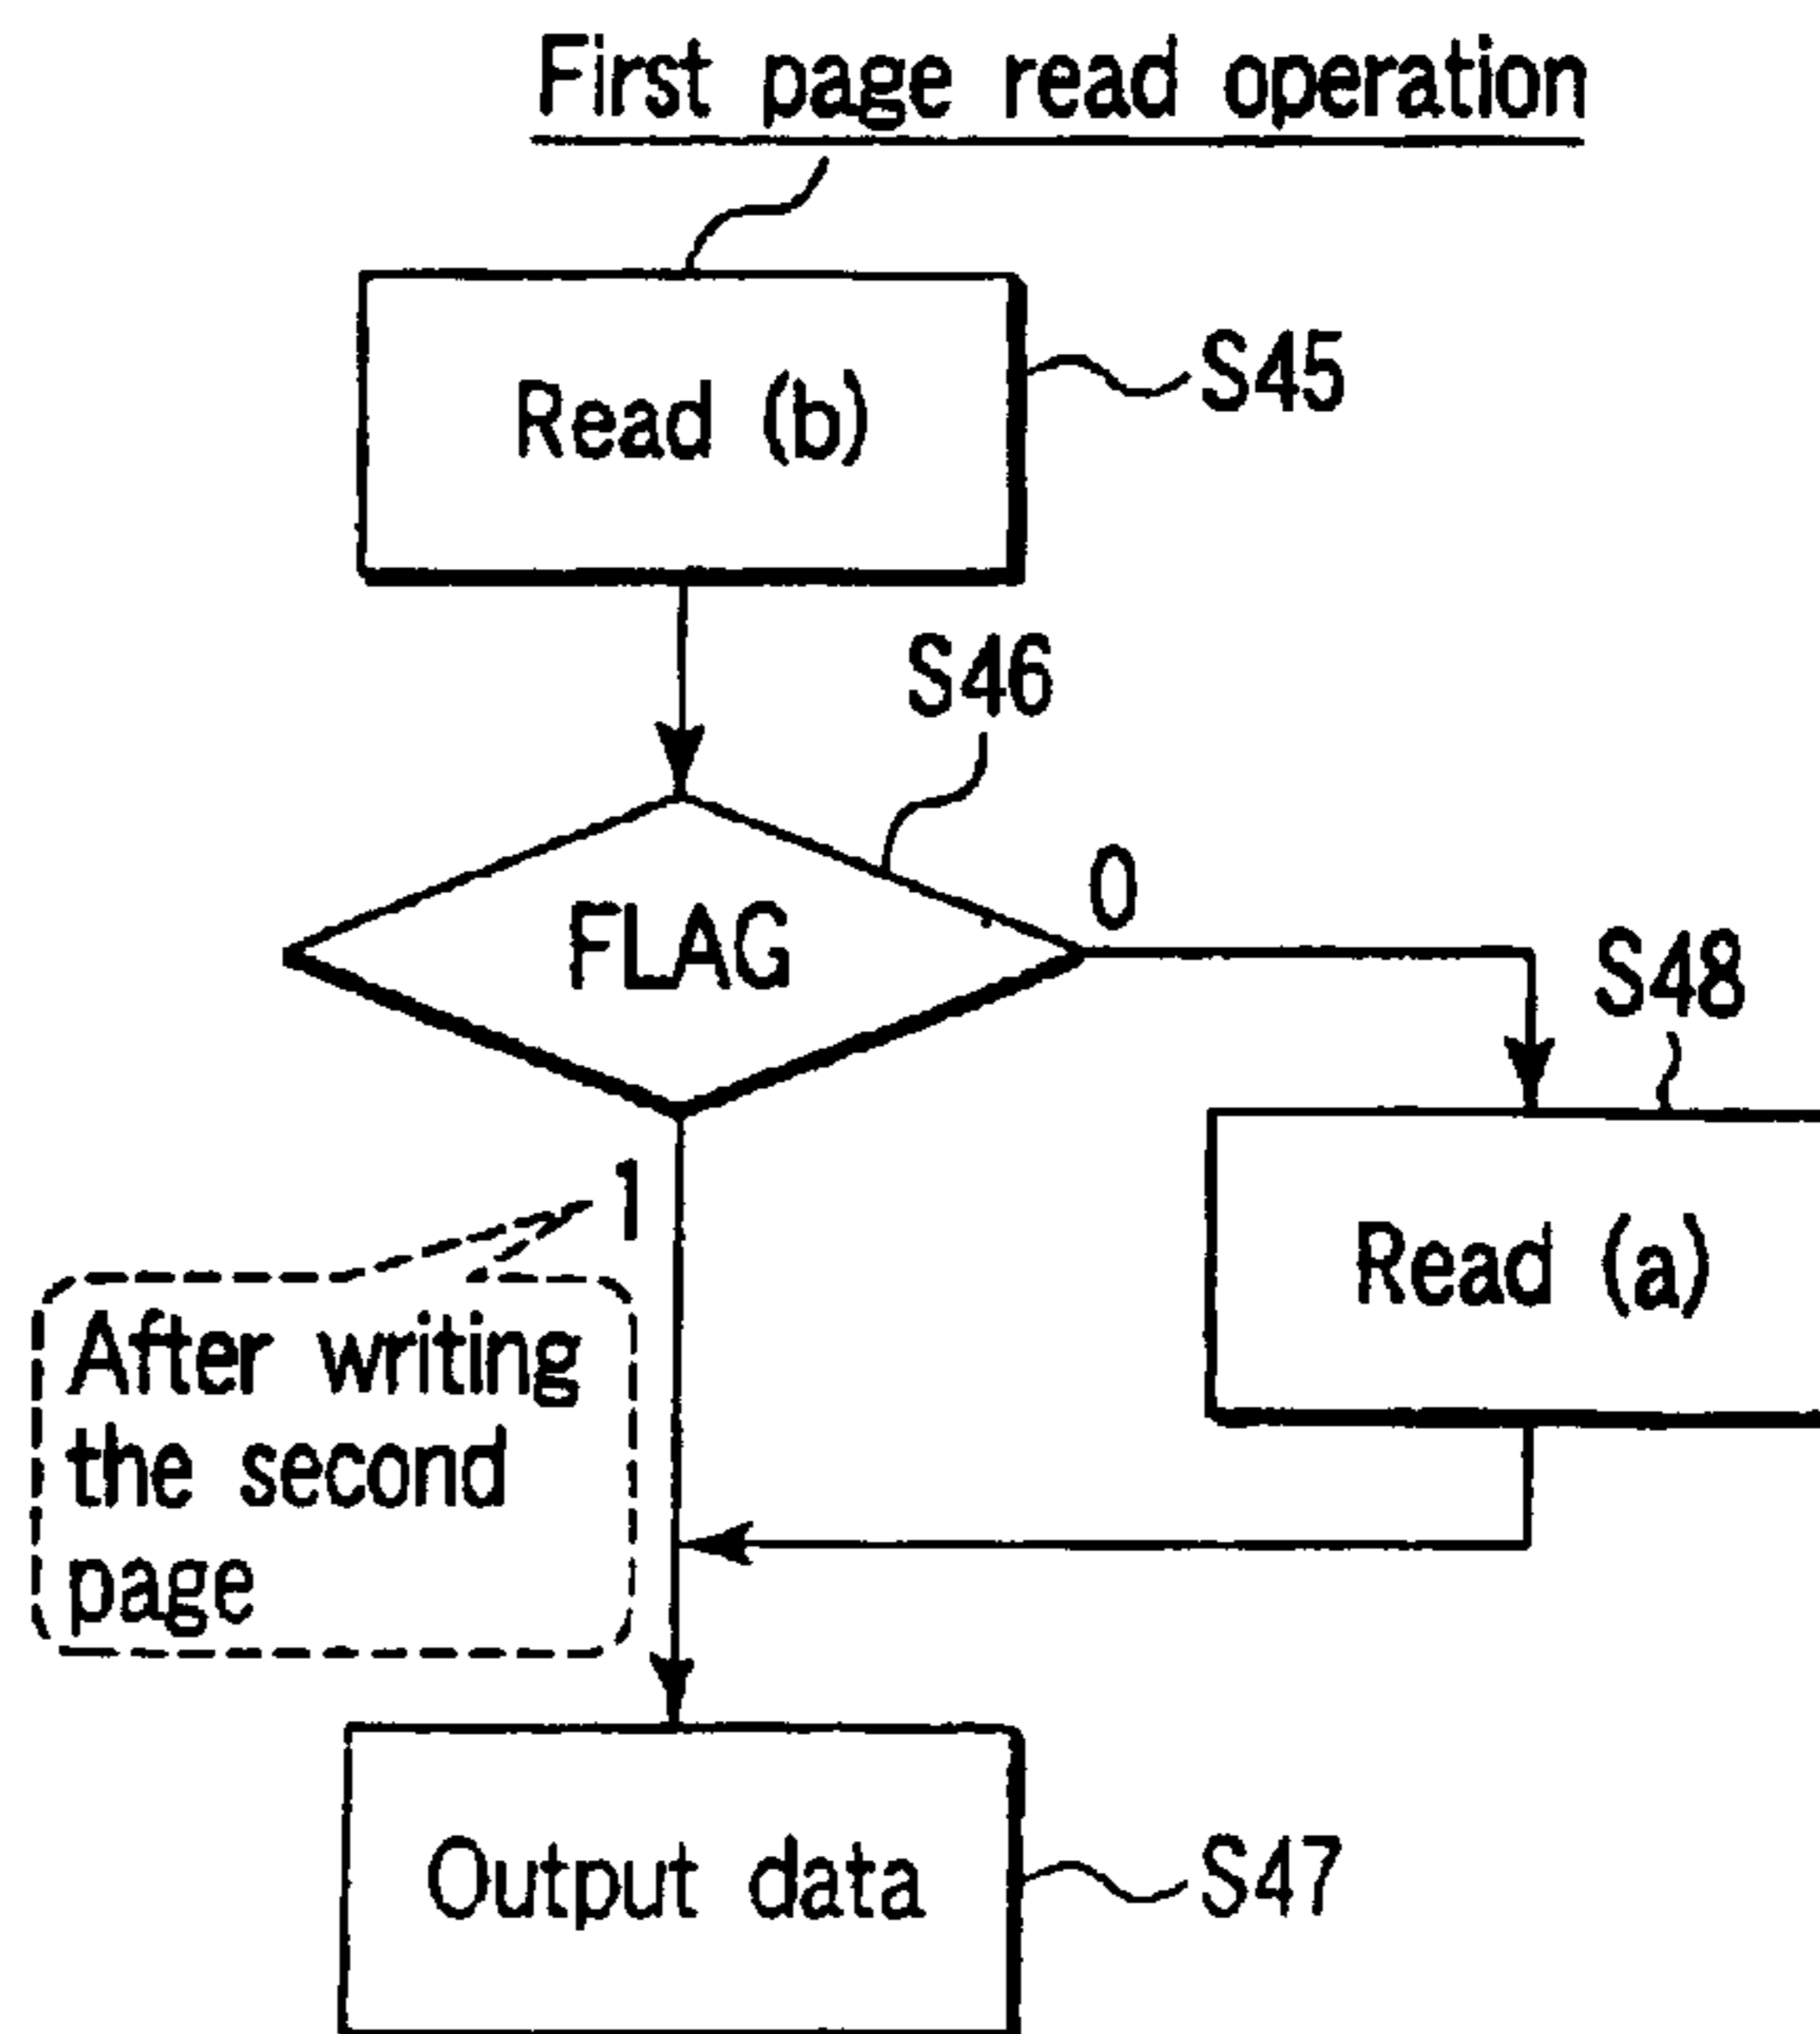 First page read operation
Read (b)
S45
S46
FLAG
0
S48
1
Read (a)
After writing
the second
page
Output data
S47